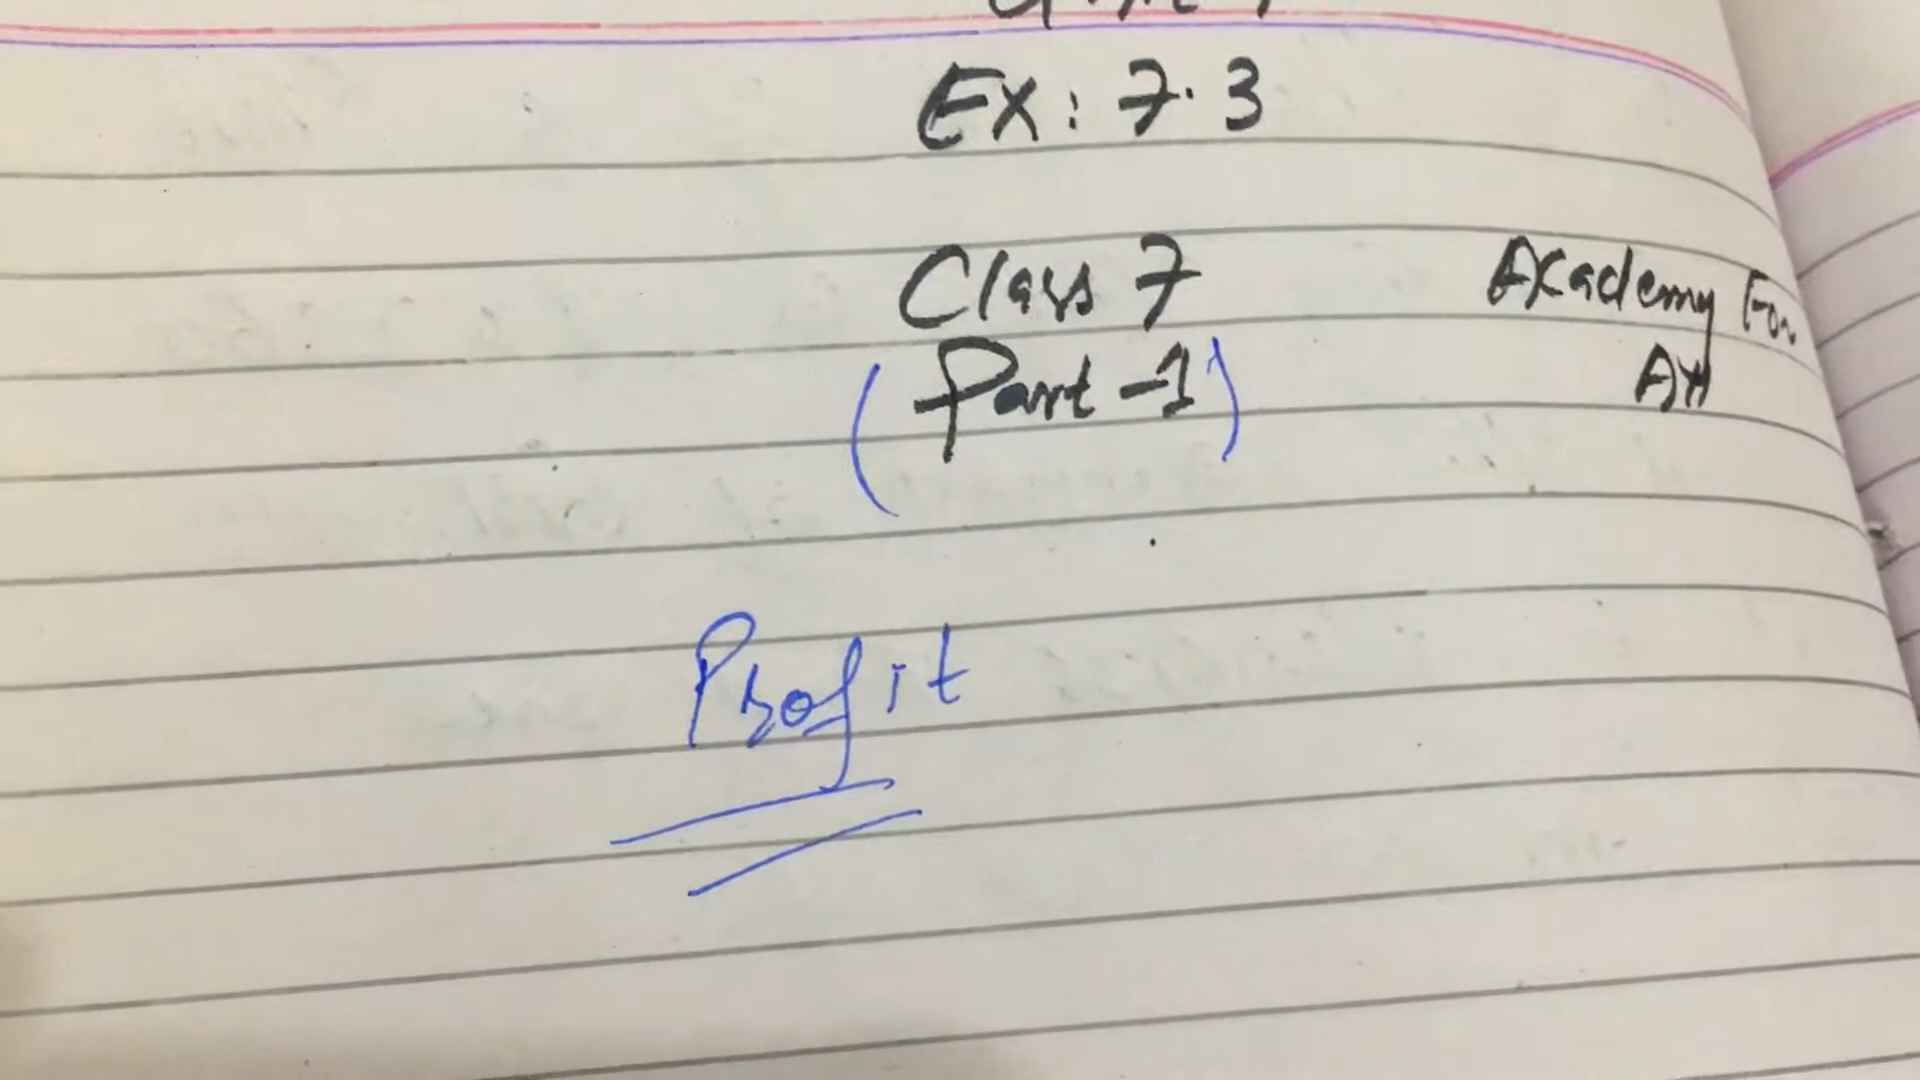 Ex: 7.3
Class 7
(Part-1)
Academy For
All
Profit